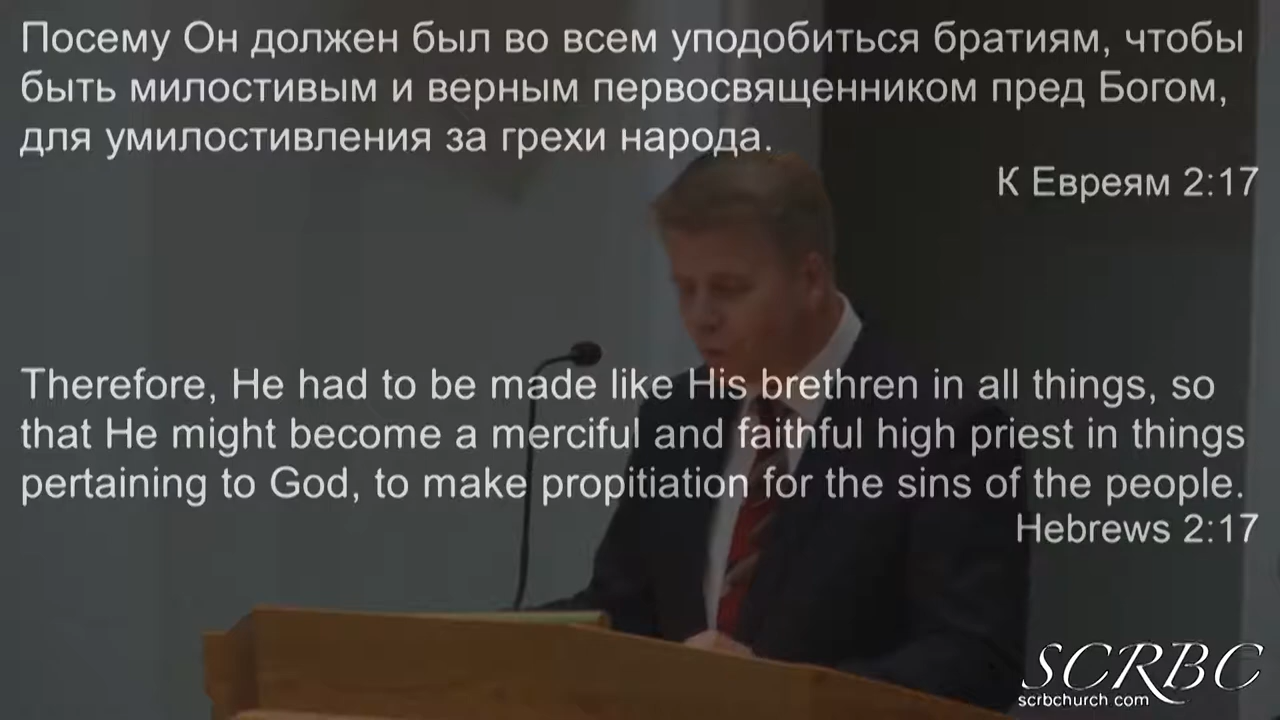 Посему Он должен был во всем уподобиться братиям, чтобы
быть милостивым и верным первосвященником пред Богом,
для умилостивления за грехи народа.
К Евреям 2:17
Therefore, He had to be made like His brethren in all things, so
that He might become a merciful and faithful high priest in things
pertaining to God, to make propitiation for the sins of the people.
Hebrews 2:17
SCRBC
scrbchurch com